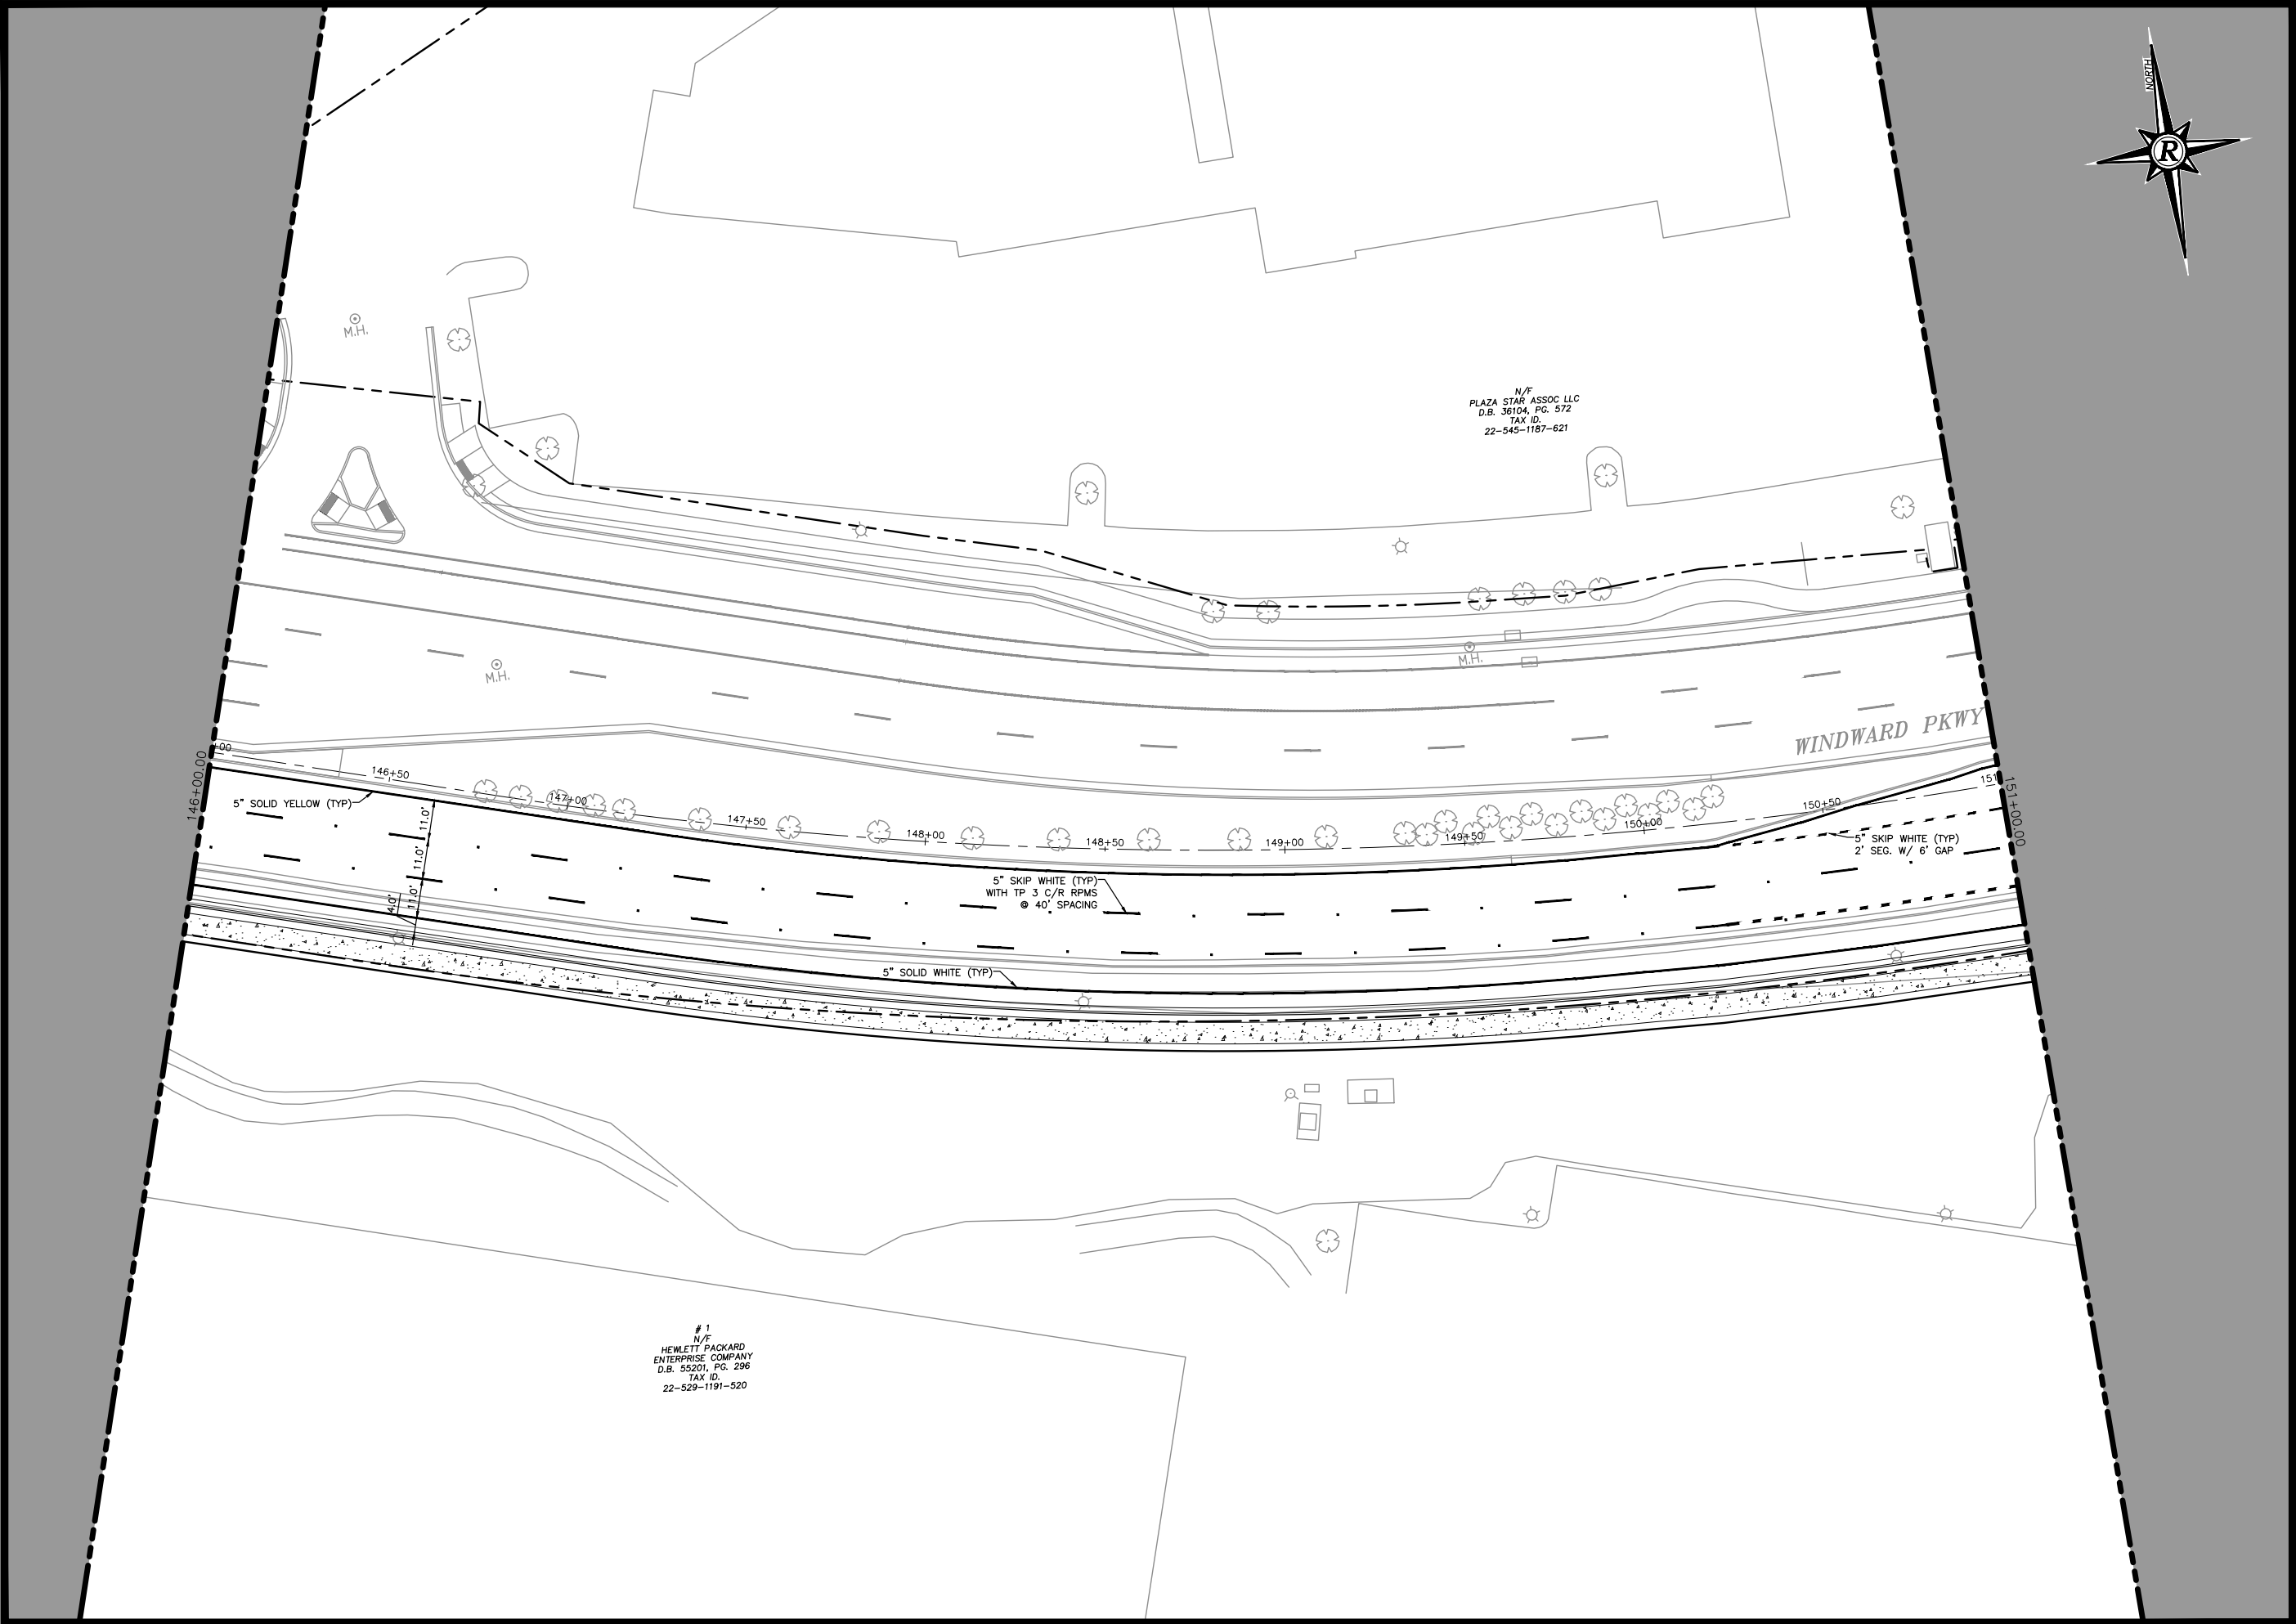 NORTH
R
M.H.
N/F
PLAZA STAR ASSOC LLC
D.B. 36104, PG. 572
TAX ID.
22-545-1187-621
M.H.
M.H.
WINDWARD PKWY
+00
146+00.00
146+50
147+00
147+50
148+00
148+50
149+00
149+50
150+00
150+50
151
151+00.00
5" SOLID YELLOW (TYP)
11.0'
11.0'
11.0'
4.0'
5" SKIP WHITE (TYP)
WITH TP 3 C/R RPMS
@ 40' SPACING
5" SKIP WHITE (TYP)
2' SEG. W/ 6' GAP
5" SOLID WHITE (TYP)
# 1
N/F
HEWLETT PACKARD
ENTERPRISE COMPANY
D.B. 55201, PG. 296
TAX ID.
22-529-1191-520